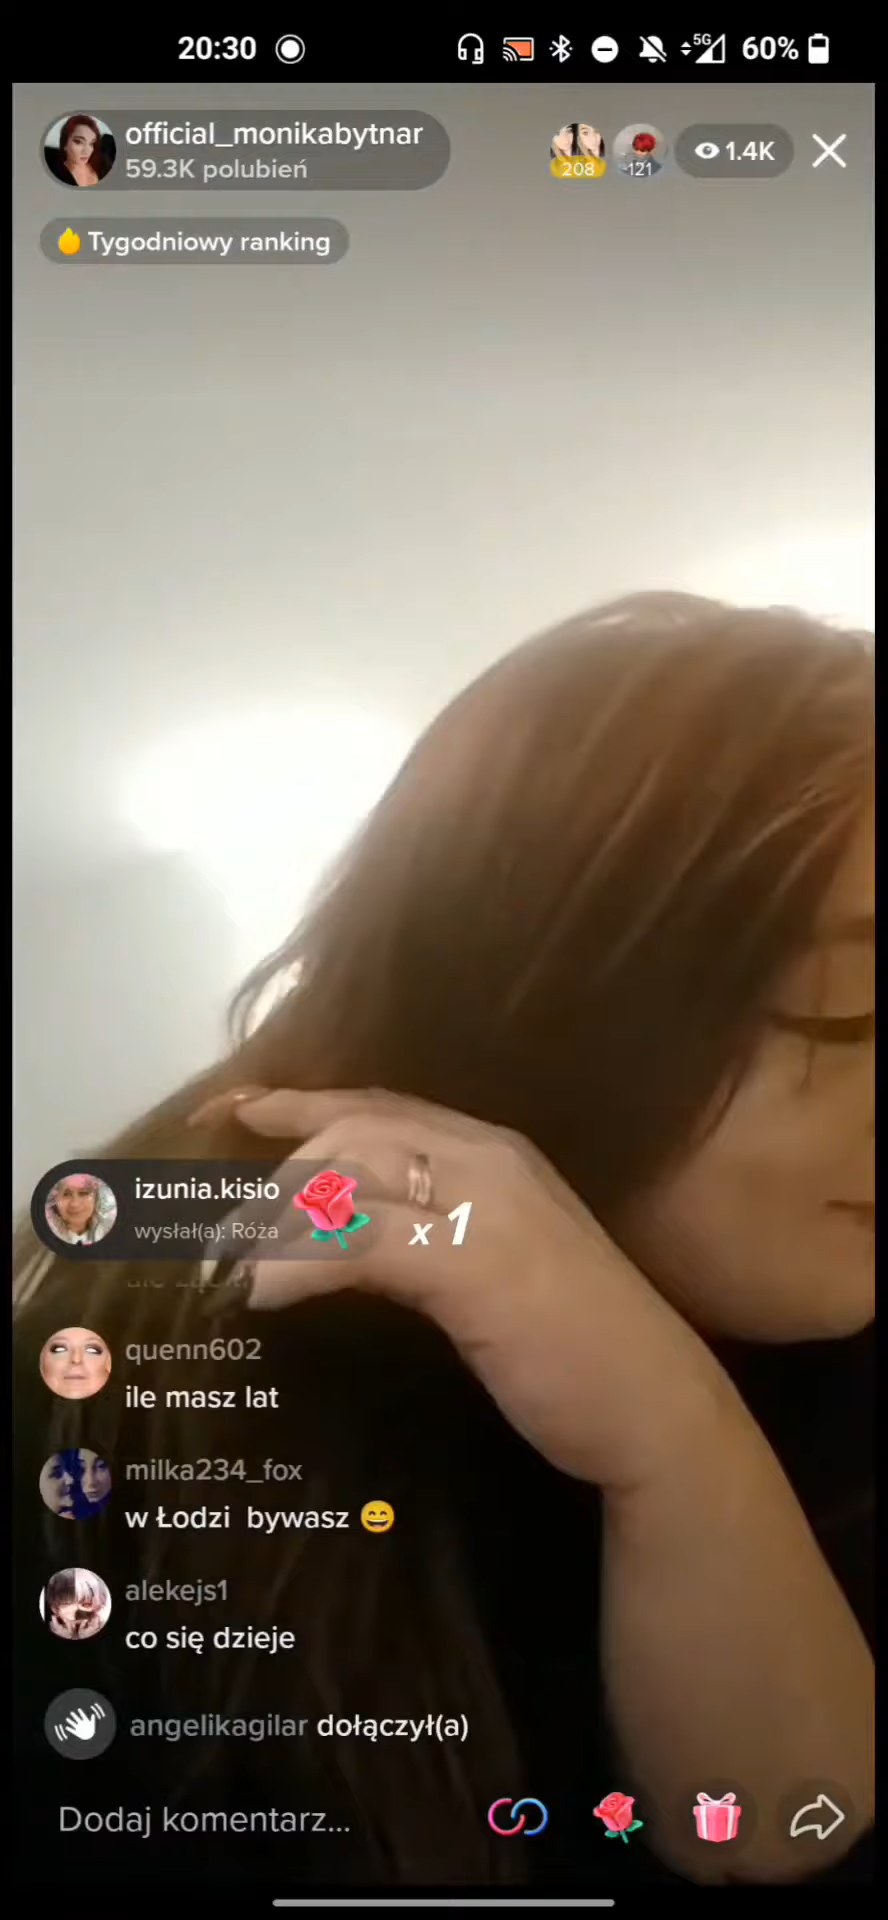 20:30
5G
60%
official_monikabytnar
59.3K polubień
208
121
1.4K
Tygodniowy ranking
izunia.kisio
wysłał(a): Róża
x 1
quenn602
ile masz lat
milka234_fox
w Łodzi bywasz 😄
alekejs1
co się dzieje
angelikagilar dołączył(a)
Dodaj komentarz...